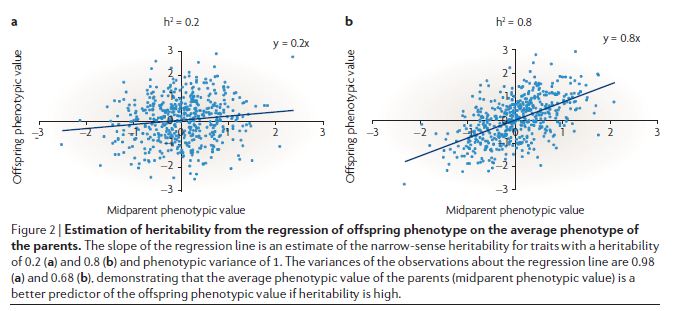 a
h² = 0.2
y = 0.2x
Offspring phenotypic value
3
2
1
0
–2
–3
–3
–2
–1
1
2
3
Midparent phenotypic value
b
h² = 0.8
y = 0.8x
Offspring phenotypic value
3
2
1
0
–2
–3
–3
–2
1
2
3
Midparent phenotypic value
Figure 2 | Estimation of heritability from the regression of offspring phenotype on the average phenotype of
the parents. The slope of the regression line is an estimate of the narrow-sense heritability for traits with a heritability
of 0.2 (a) and 0.8 (b) and phenotypic variance of 1. The variances of the observations about the regression line are 0.98
(a) and 0.68 (b), demonstrating that the average phenotypic value of the parents (midparent phenotypic value) is a
better predictor of the offspring phenotypic value if heritability is high.